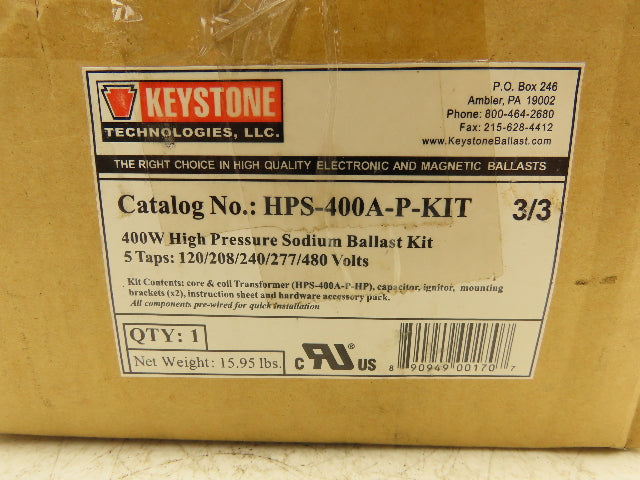 KEYSTONE
TECHNOLOGIES, LLC.
P.O. Box 246
Ambler, PA 19002
Phone: 800-464-2680
Fax: 215-628-4412
www.KeystoneBallast.com
THE RIGHT CHOICE IN HIGH QUALITY ELECTRONIC AND MAGNETIC BALLASTS
Catalog No.: HPS-400A-P-KIT 3/3
400W High Pressure Sodium Ballast Kit
5 Taps: 120/208/240/277/480 Volts
Kit Contents: core & coil Transformer (HPS-400A-P-HP), capacitor, ignitor, mounting
brackets (x2), instruction sheet and hardware accessory pack.
All components pre-wired for quick installation
QTY: 1
Net Weight: 15.95 lbs.
c RU ® US
8 90949 00170 7